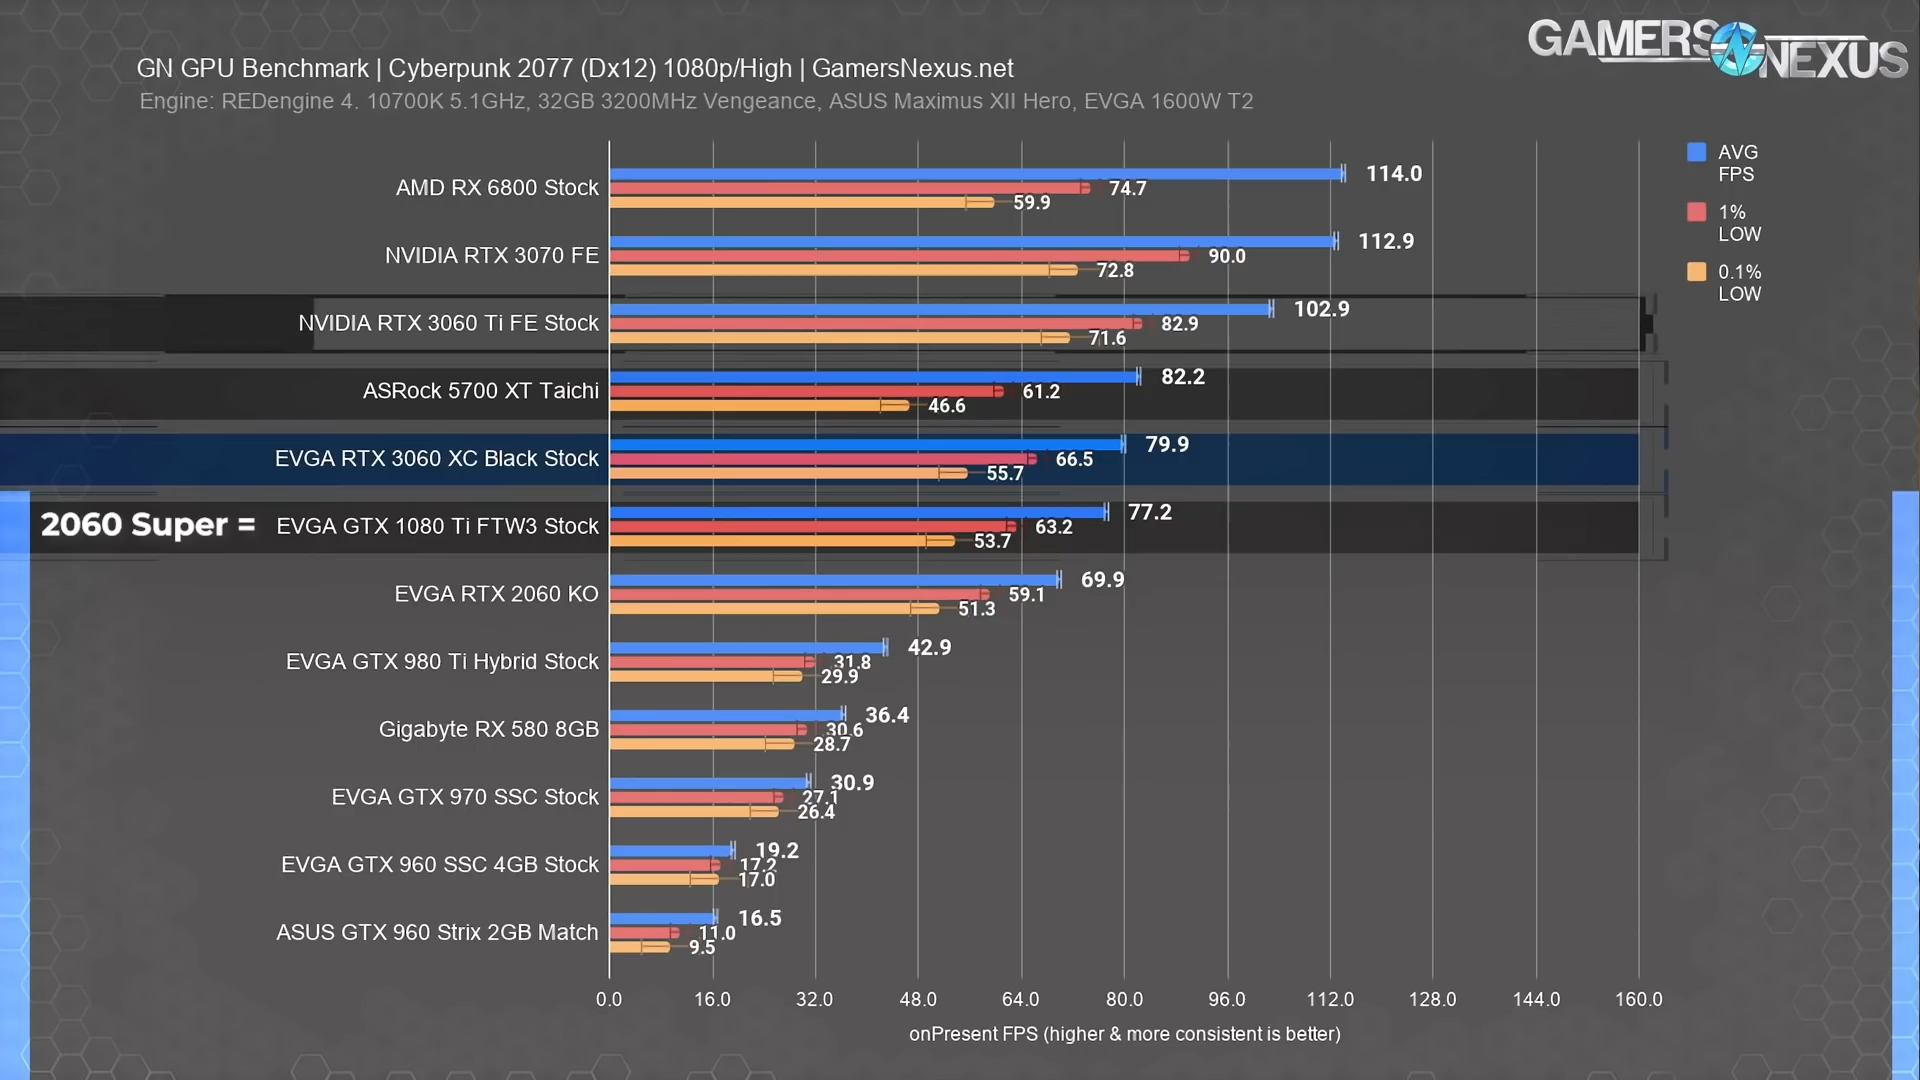 GAMERS NEXUS
GN GPU Benchmark | Cyberpunk 2077 (Dx12) 1080p/High | GamersNexus.net
Engine: REDengine 4. 10700K 5.1GHz, 32GB 3200MHz Vengeance, ASUS Maximus XII Hero, EVGA 1600W T2
AVG
FPS
1%
LOW
0.1%
LOW
AMD RX 6800 Stock
114.0
74.7
59.9
NVIDIA RTX 3070 FE
112.9
90.0
72.8
NVIDIA RTX 3060 Ti FE Stock
102.9
82.9
71.6
ASRock 5700 XT Taichi
82.2
61.2
46.6
EVGA RTX 3060 XC Black Stock
79.9
66.5
55.7
2060 Super = EVGA GTX 1080 Ti FTW3 Stock
77.2
63.2
53.7
EVGA RTX 2060 KO
69.9
59.1
51.3
EVGA GTX 980 Ti Hybrid Stock
42.9
31.8
29.9
Gigabyte RX 580 8GB
36.4
30.6
28.7
EVGA GTX 970 SSC Stock
30.9
27.1
26.4
EVGA GTX 960 SSC 4GB Stock
19.2
17.2
17.0
ASUS GTX 960 Strix 2GB Match
16.5
11.0
9.5
0.0 16.0 32.0 48.0 64.0 80.0 96.0 112.0 128.0 144.0 160.0
onPresent FPS (higher & more consistent is better)